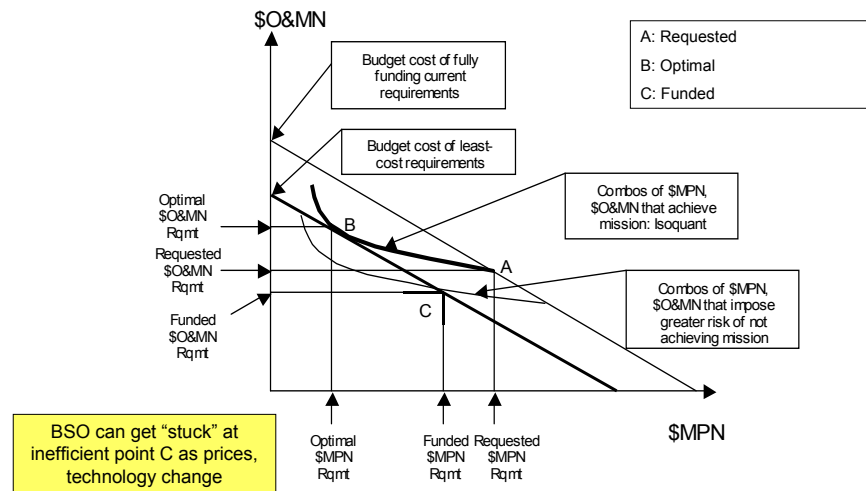 $O&MN
A: Requested
B: Optimal
C: Funded
Budget cost of fully
funding current
requirements
Budget cost of least-
cost requirements
Combos of $MPN,
$O&MN that achieve
mission: Isoquant
Optimal
$O&MN
Rqmt
B
Requested
$O&MN
Rqmt
A
Combos of $MPN,
$O&MN that impose
greater risk of not
achieving mission
C
Funded
$O&MN
Rqmt
$MPN
BSO can get “stuck” at
inefficient point C as prices,
technology change
Optimal
$MPN
Rqmt
Funded
$MPN
Rqmt
Requested
$MPN
Rqmt